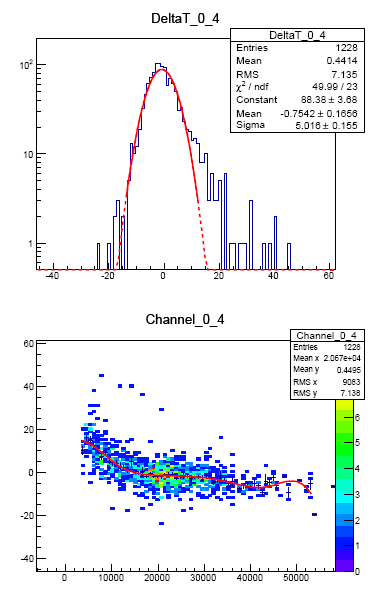 DeltaT_0_4
DeltaT_0_4
Entries 1228
Mean 0.4414
RMS 7.135
χ² / ndf 49.99 / 23
Constant 88.38 ± 3.68
Mean -0.7542 ± 0.1656
Sigma 5.016 ± 0.155
10²
10
1
-40 -20 0 20 40 60
Channel_0_4
Channel_0_4
Entries 1228
Mean x 2.067e+04
Mean y 0.4495
RMS x 9083
RMS y 7.138
60
40
20
0
-20
-40
6
5
4
3
2
1
0
0 10000 20000 30000 40000 50000